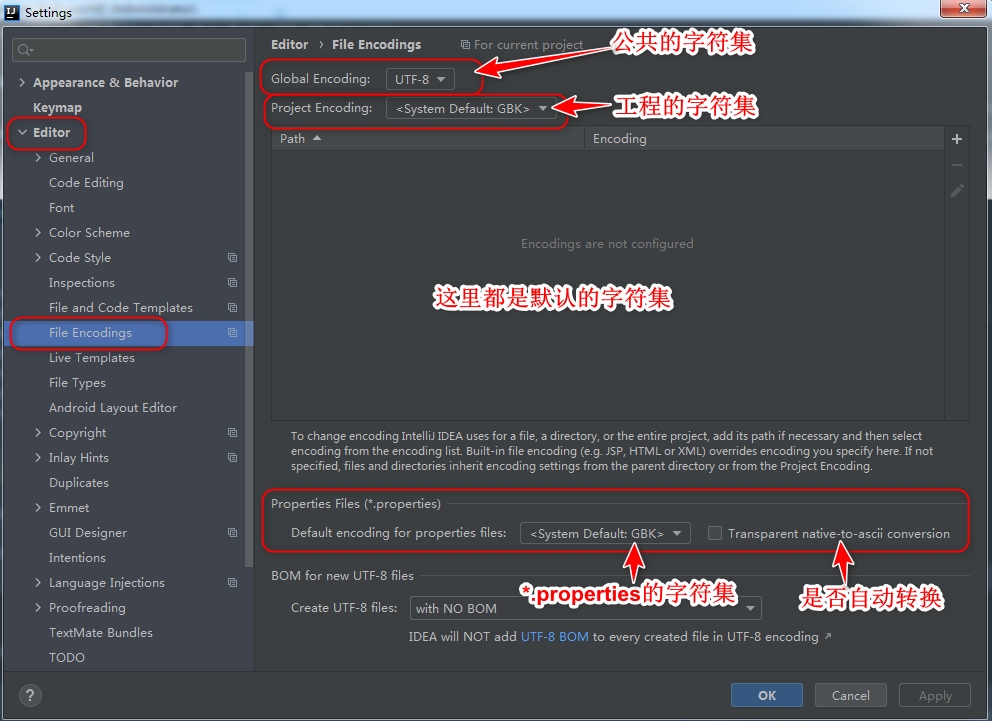 Settings
Editor › File Encodings
For current project
公共的字符集
Appearance & Behavior
Keymap
Editor
General
Code Editing
Font
Color Scheme
Code Style
Inspections
File and Code Templates
File Encodings
Live Templates
File Types
Android Layout Editor
Copyright
Inlay Hints
Duplicates
Emmet
GUI Designer
Intentions
Language Injections
Proofreading
TextMate Bundles
TODO
Global Encoding: UTF-8
Project Encoding: <System Default: GBK>
工程的字符集
Path Encoding
Encodings are not configured
这里都是默认的字符集
To change encoding IntelliJ IDEA uses for a file, a directory, or the entire project, add its path if necessary and then select
encoding from the encoding list. Built-in file encoding (e.g. JSP, HTML or XML) overrides encoding you specify here. If not
specified, files and directories inherit encoding settings from the parent directory or from the Project Encoding.
Properties Files (*.properties)
Default encoding for properties files: <System Default: GBK> Transparent native-to-ascii conversion
BOM for new UTF-8 files
*.properties的字符集
是否自动转换
Create UTF-8 files: with NO BOM
IDEA will NOT add UTF-8 BOM to every created file in UTF-8 encoding ↗
?
OK Cancel Apply